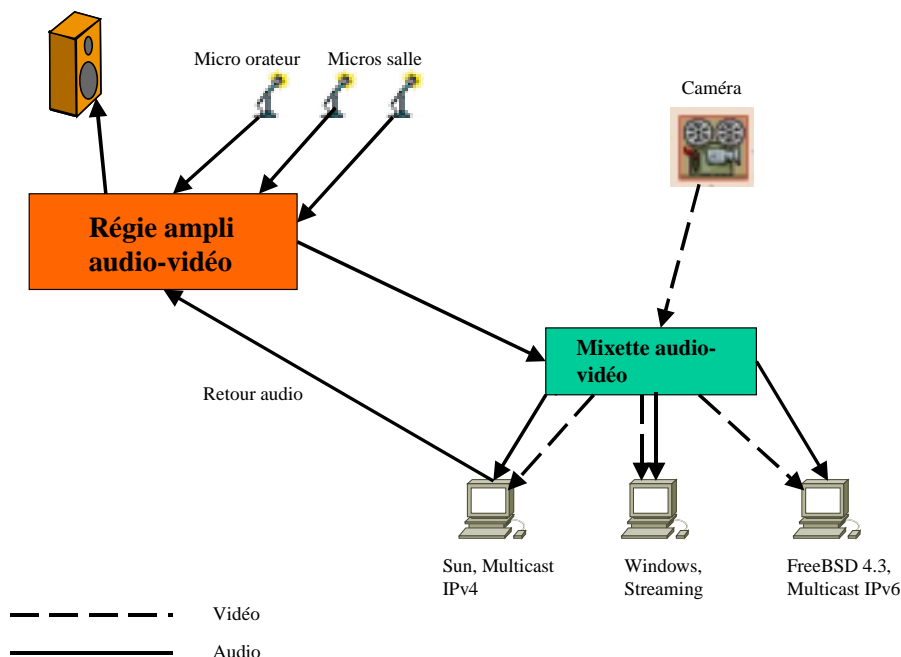 Micro orateur
Micros salle
Caméra
Régie ampli
audio-vidéo
Mixette audio-
vidéo
Retour audio
Sun, Multicast
IPv4
Windows,
Streaming
FreeBSD 4.3,
Multicast IPv6
Vidéo
Audio